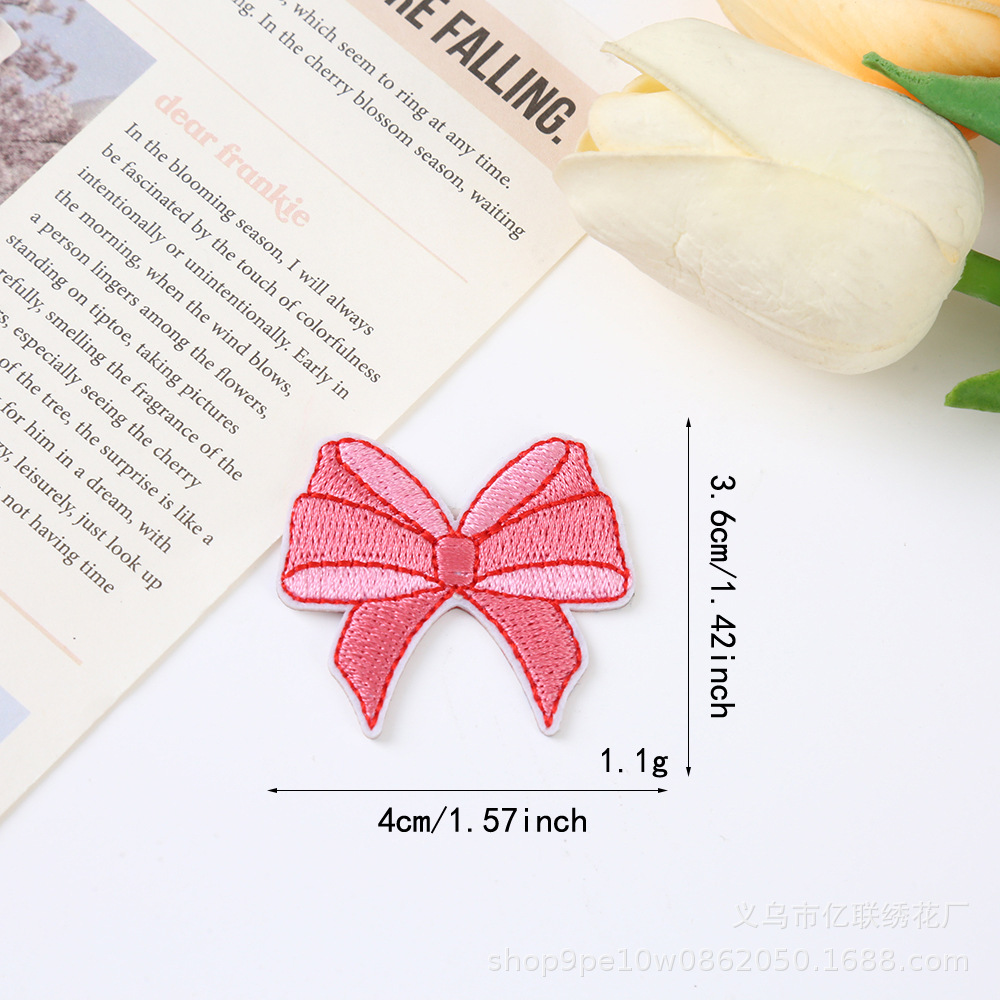 RE FALLING.
ng, which seem to ring at any time.
ng. In the cherry blossom season, waiting
dear frankie
In the blooming season, I will always
be fascinated by the touch of colorfulness
intentionally or unintentionally. Early in
the morning, when the wind blows,
a person lingers among the flowers,
standing on tiptoe, taking pictures
refully, smelling the fragrance of the
s, especially seeing the cherry
of the tree, the surprise is like a
for him in a dream, with
zy, leisurely, just look up
not having time
3.6cm/1.42inch
1.1g
4cm/1.57inch
义乌市亿联绣花厂
shop9pe10w0862050.1688.com